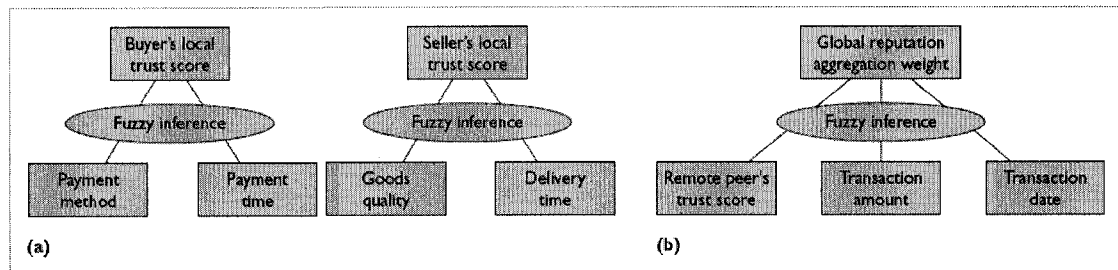 Buyer's local
trust score
Fuzzy inference
Payment
method
Payment
time
Seller's local
trust score
Fuzzy inference
Goods
quality
Delivery
time
(a)
Global reputation
aggregation weight
Fuzzy inference
Remote peer's
trust score
Transaction
amount
Transaction
date
(b)